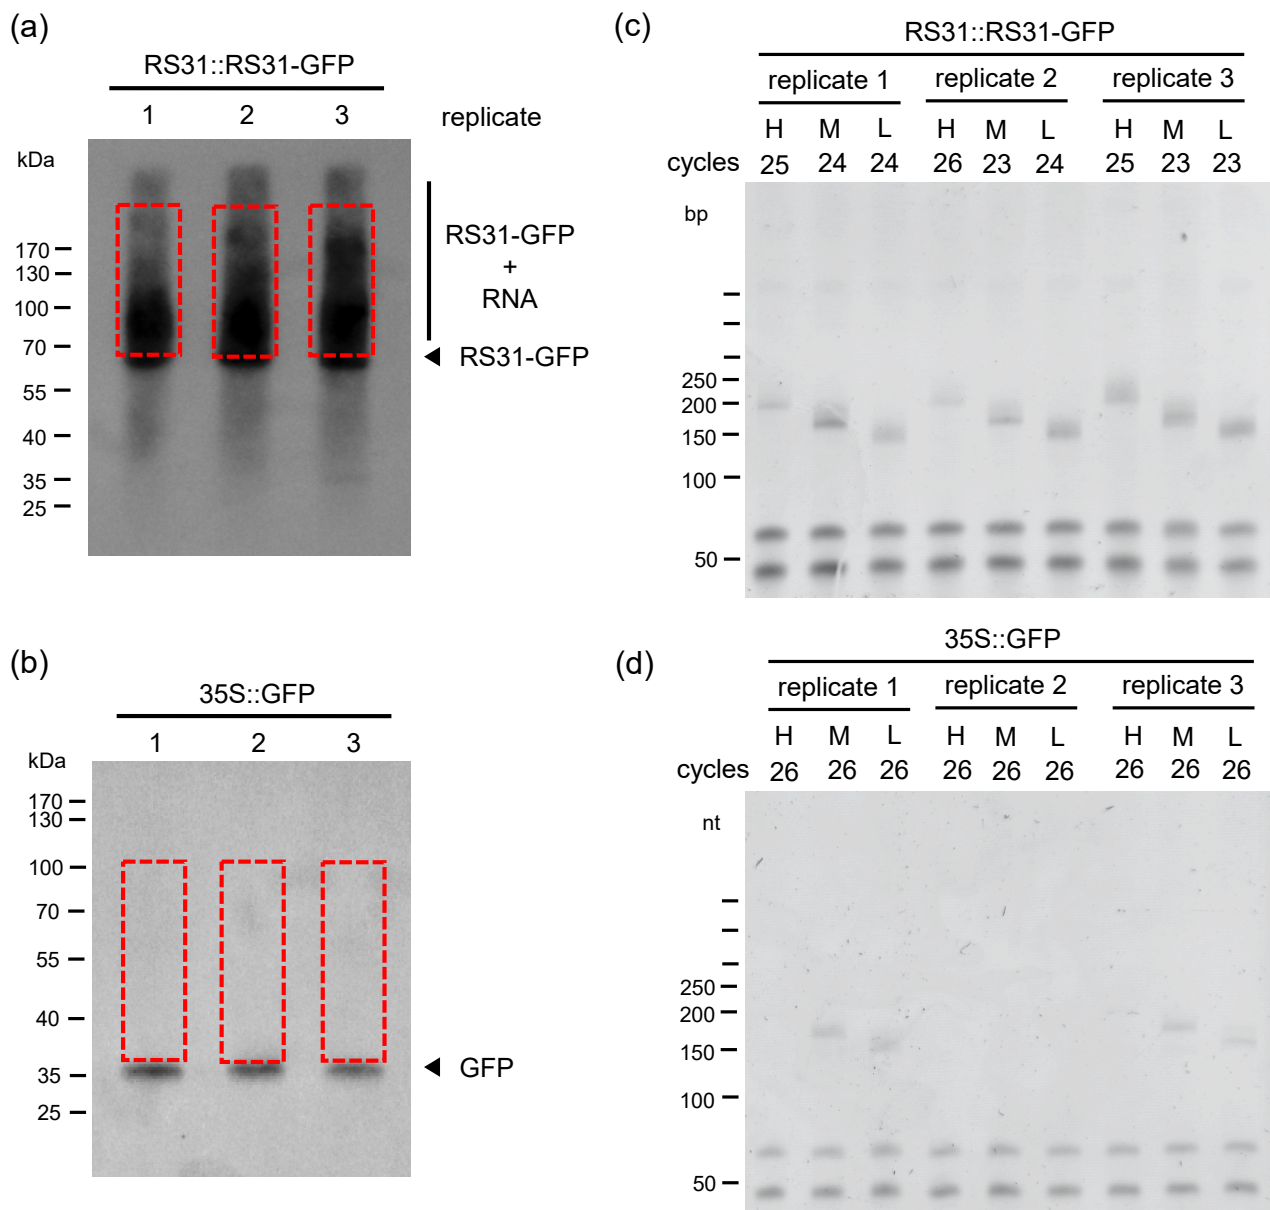 (a)
RS31::RS31-GFP
1 2 3 replicate
kDa
170
130
100
70
55
40
35
25
RS31-GFP
+
RNA
RS31-GFP
(b)
35S::GFP
1 2 3
kDa
170
130
100
70
55
40
35
25
GFP
(c)
RS31::RS31-GFP
replicate 1 replicate 2 replicate 3
H M L H M L H M L
cycles 25 24 24 26 23 24 25 23 23
bp
250
200
150
100
50
(d)
35S::GFP
replicate 1 replicate 2 replicate 3
H M L H M L H M L
cycles 26 26 26 26 26 26 26 26 26
nt
250
200
150
100
50